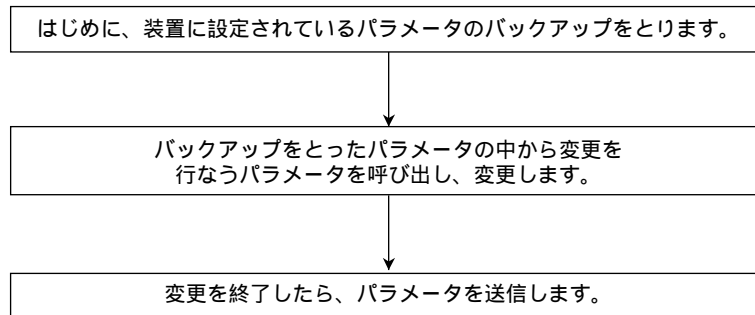 はじめに、装置に設定されているパラメータのバックアップをとります。
バックアップをとったパラメータの中から変更を
行なうパラメータを呼び出し、変更します。
変更を終了したら、パラメータを送信します。